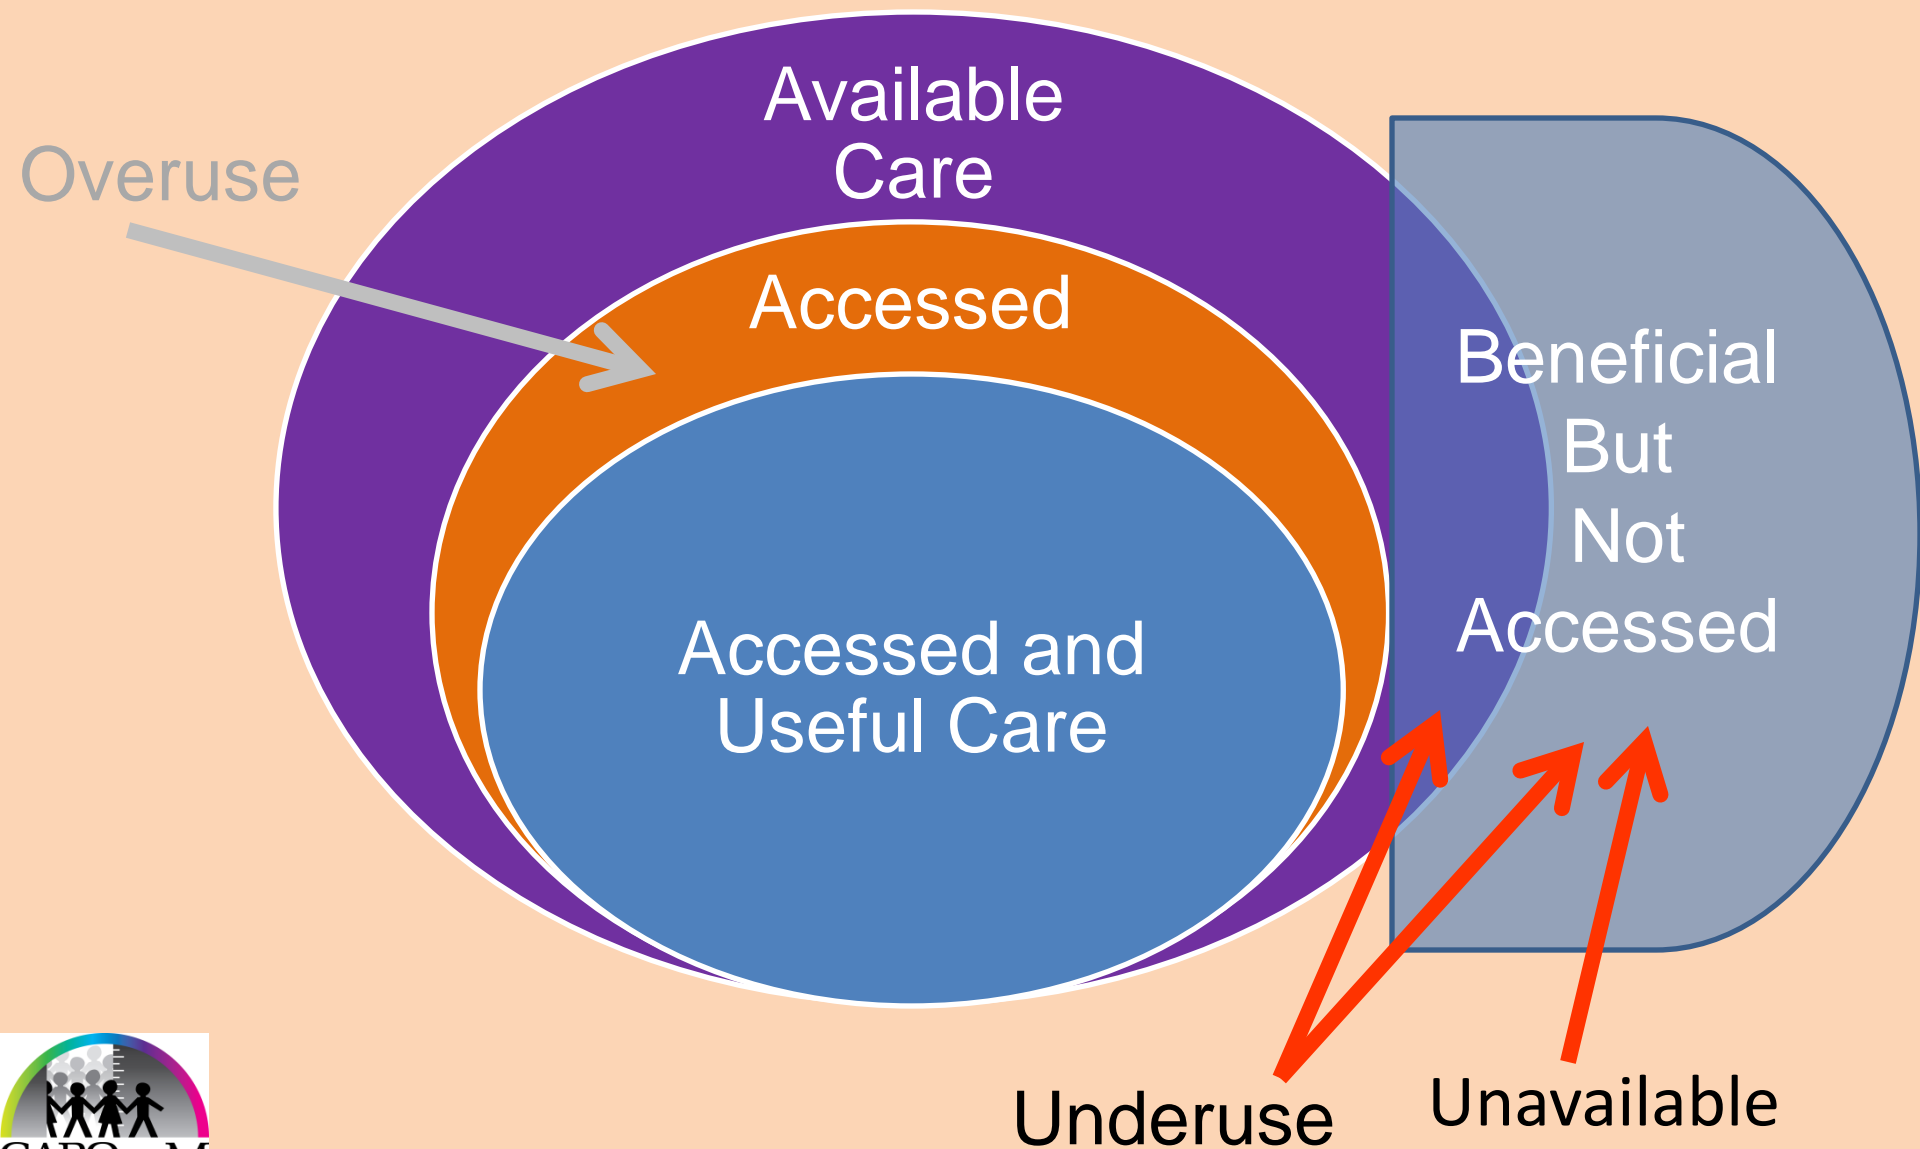 Available
Care
Overuse
Accessed
Accessed and
Useful Care
Beneficial
But
Not
Accessed
Underuse
Unavailable